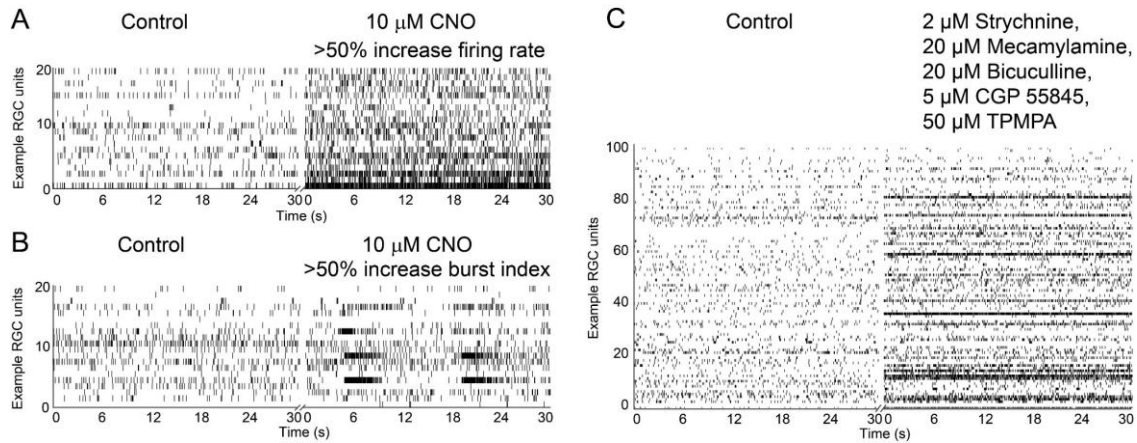 A
Control
10 μM CNO
>50% increase firing rate
Example RGC units
20
10
0
0 6 12 18 24 30 6 12 18 24 30
Time (s) Time (s)
B
Control
10 μM CNO
>50% increase burst index
Example RGC units
20
10
0
0 6 12 18 24 30 6 12 18 24 30
Time (s) Time (s)
C
Control
2 μM Strychnine,
20 μM Mecamylamine,
20 μM Bicuculline,
5 μM CGP 55845,
50 μM TPMPA
Example RGC units
100
80
60
40
20
0
0 6 12 18 24 30 6 12 18 24 30
Time (s) Time (s)